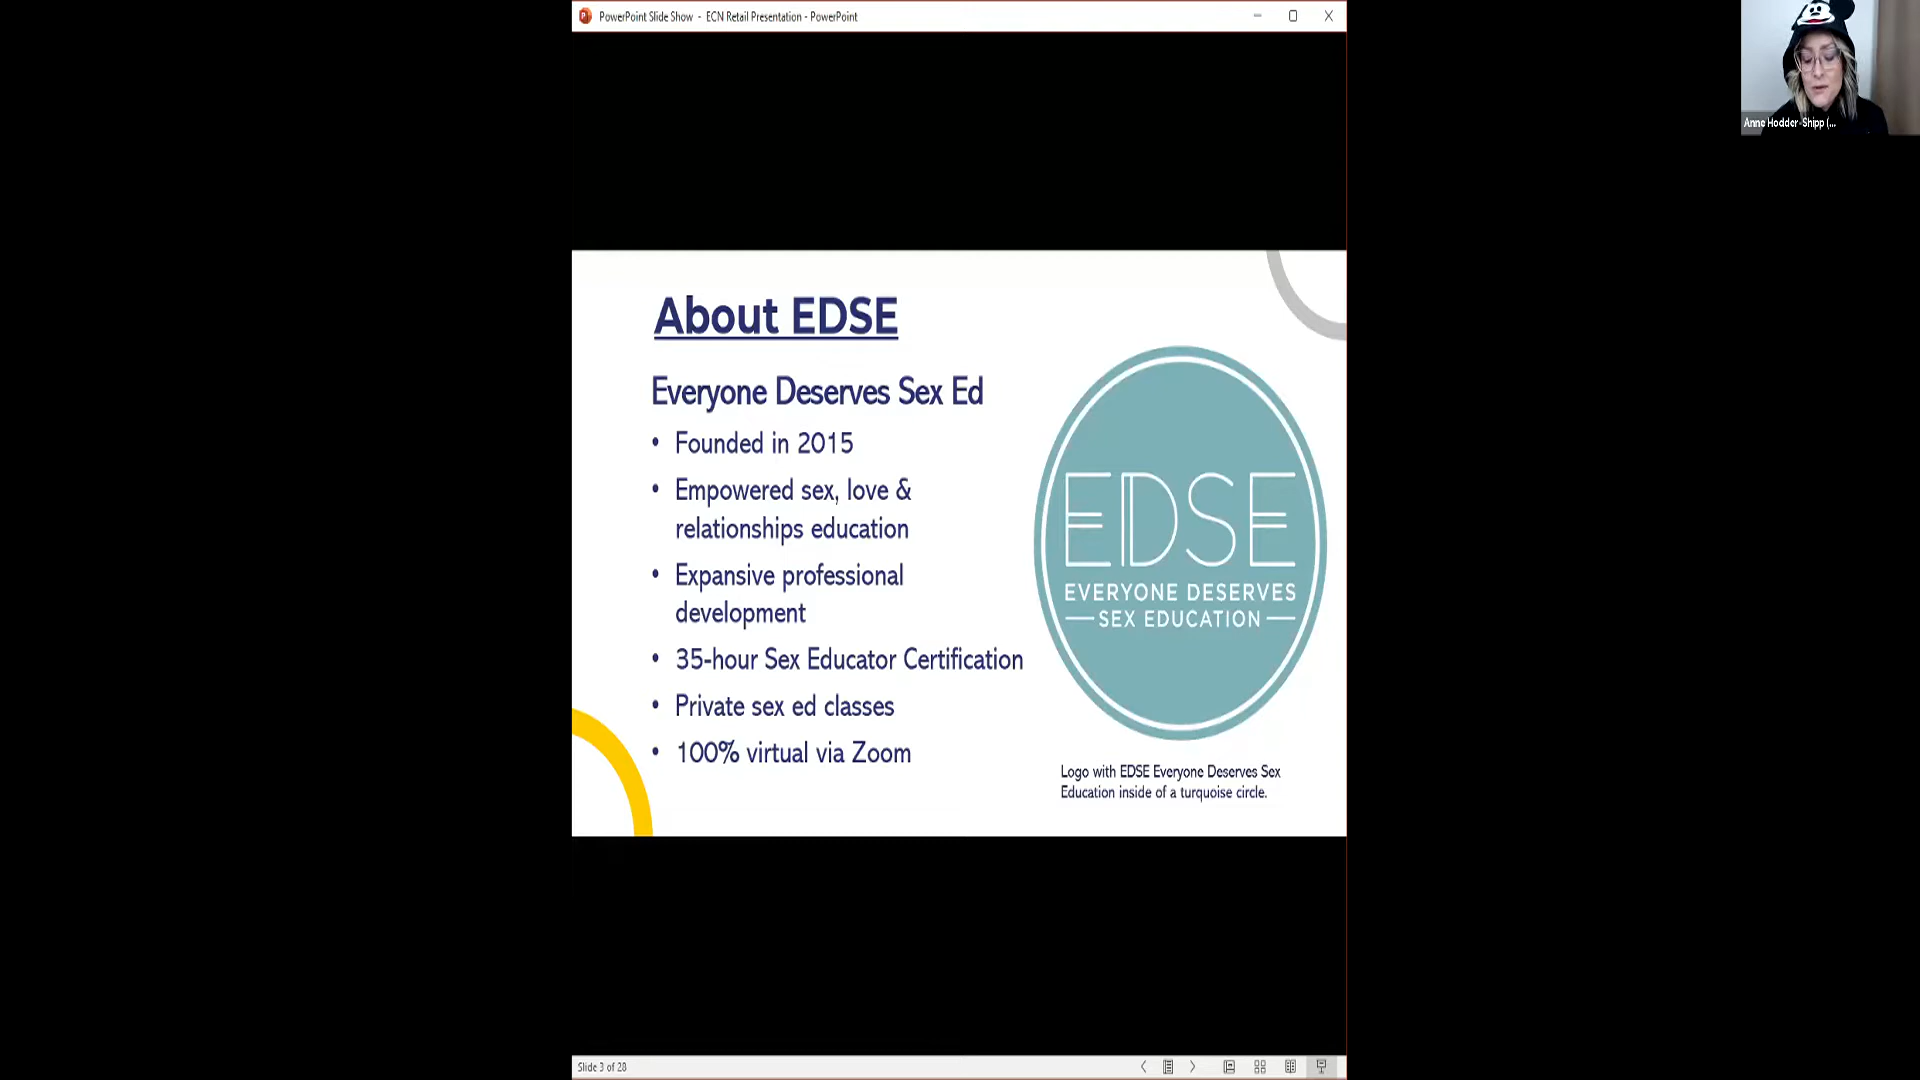 PowerPoint Slide Show - ECN Retail Presentation - PowerPoint
Anne Hodder-Shipp (...
About EDSE
Everyone Deserves Sex Ed
• Founded in 2015
• Empowered sex, love &
relationships education
• Expansive professional
development
• 35-hour Sex Educator Certification
• Private sex ed classes
• 100% virtual via Zoom
EDSE
EVERYONE DESERVES
SEX EDUCATION
Logo with EDSE Everyone Deserves Sex
Education inside of a turquoise circle.
Slide 3 of 28